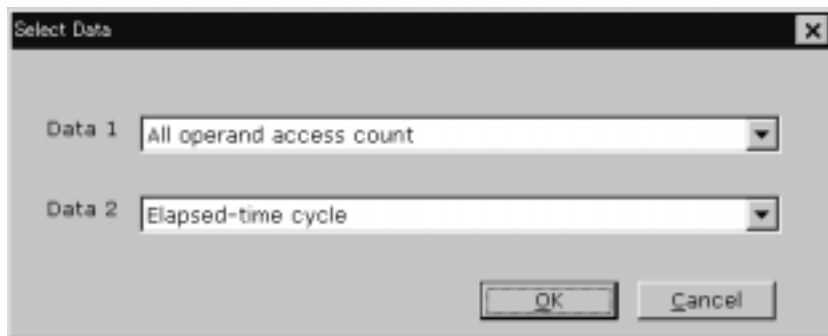 Select Data
Data 1 All operand access count
Data 2 Elapsed-time cycle
OK Cancel